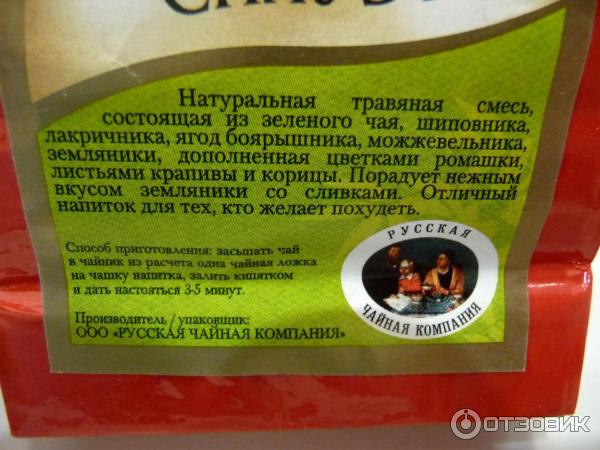 Натуральная травяная смесь,
состоящая из зеленого чая, шиповника,
лакричника, ягод боярышника, можжевельника,
земляники, дополненная цветками ромашки,
листьями крапивы и корицы. Порадует нежным
вкусом земляники со сливками. Отличный
напиток для тех, кто желает похудеть.
Способ приготовления: засыпать чай
в чайник из расчета одна чайная ложка
на чашку напитка, залить кипятком
и дать настояться 3-5 минут.
Производитель / упаковщик:
ООО «РУССКАЯ ЧАЙНАЯ КОМПАНИЯ»
РУССКАЯ
ЧАЙНАЯ КОМПАНИЯ
ОТЗОВИК